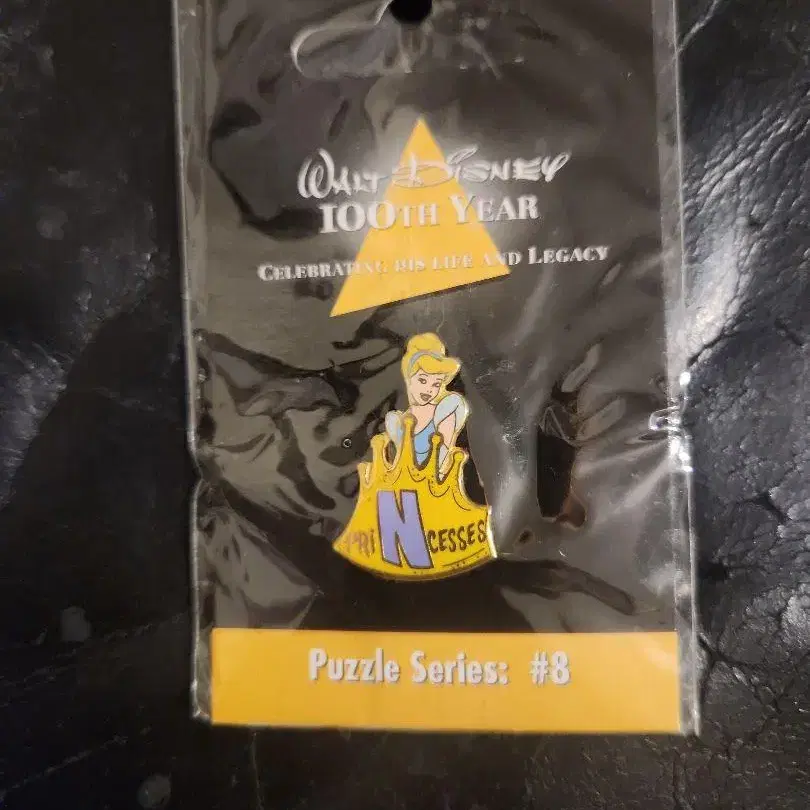 Walt Disney
100th Year
Celebrating his life and Legacy
PRiNCESSES
Puzzle Series: #8